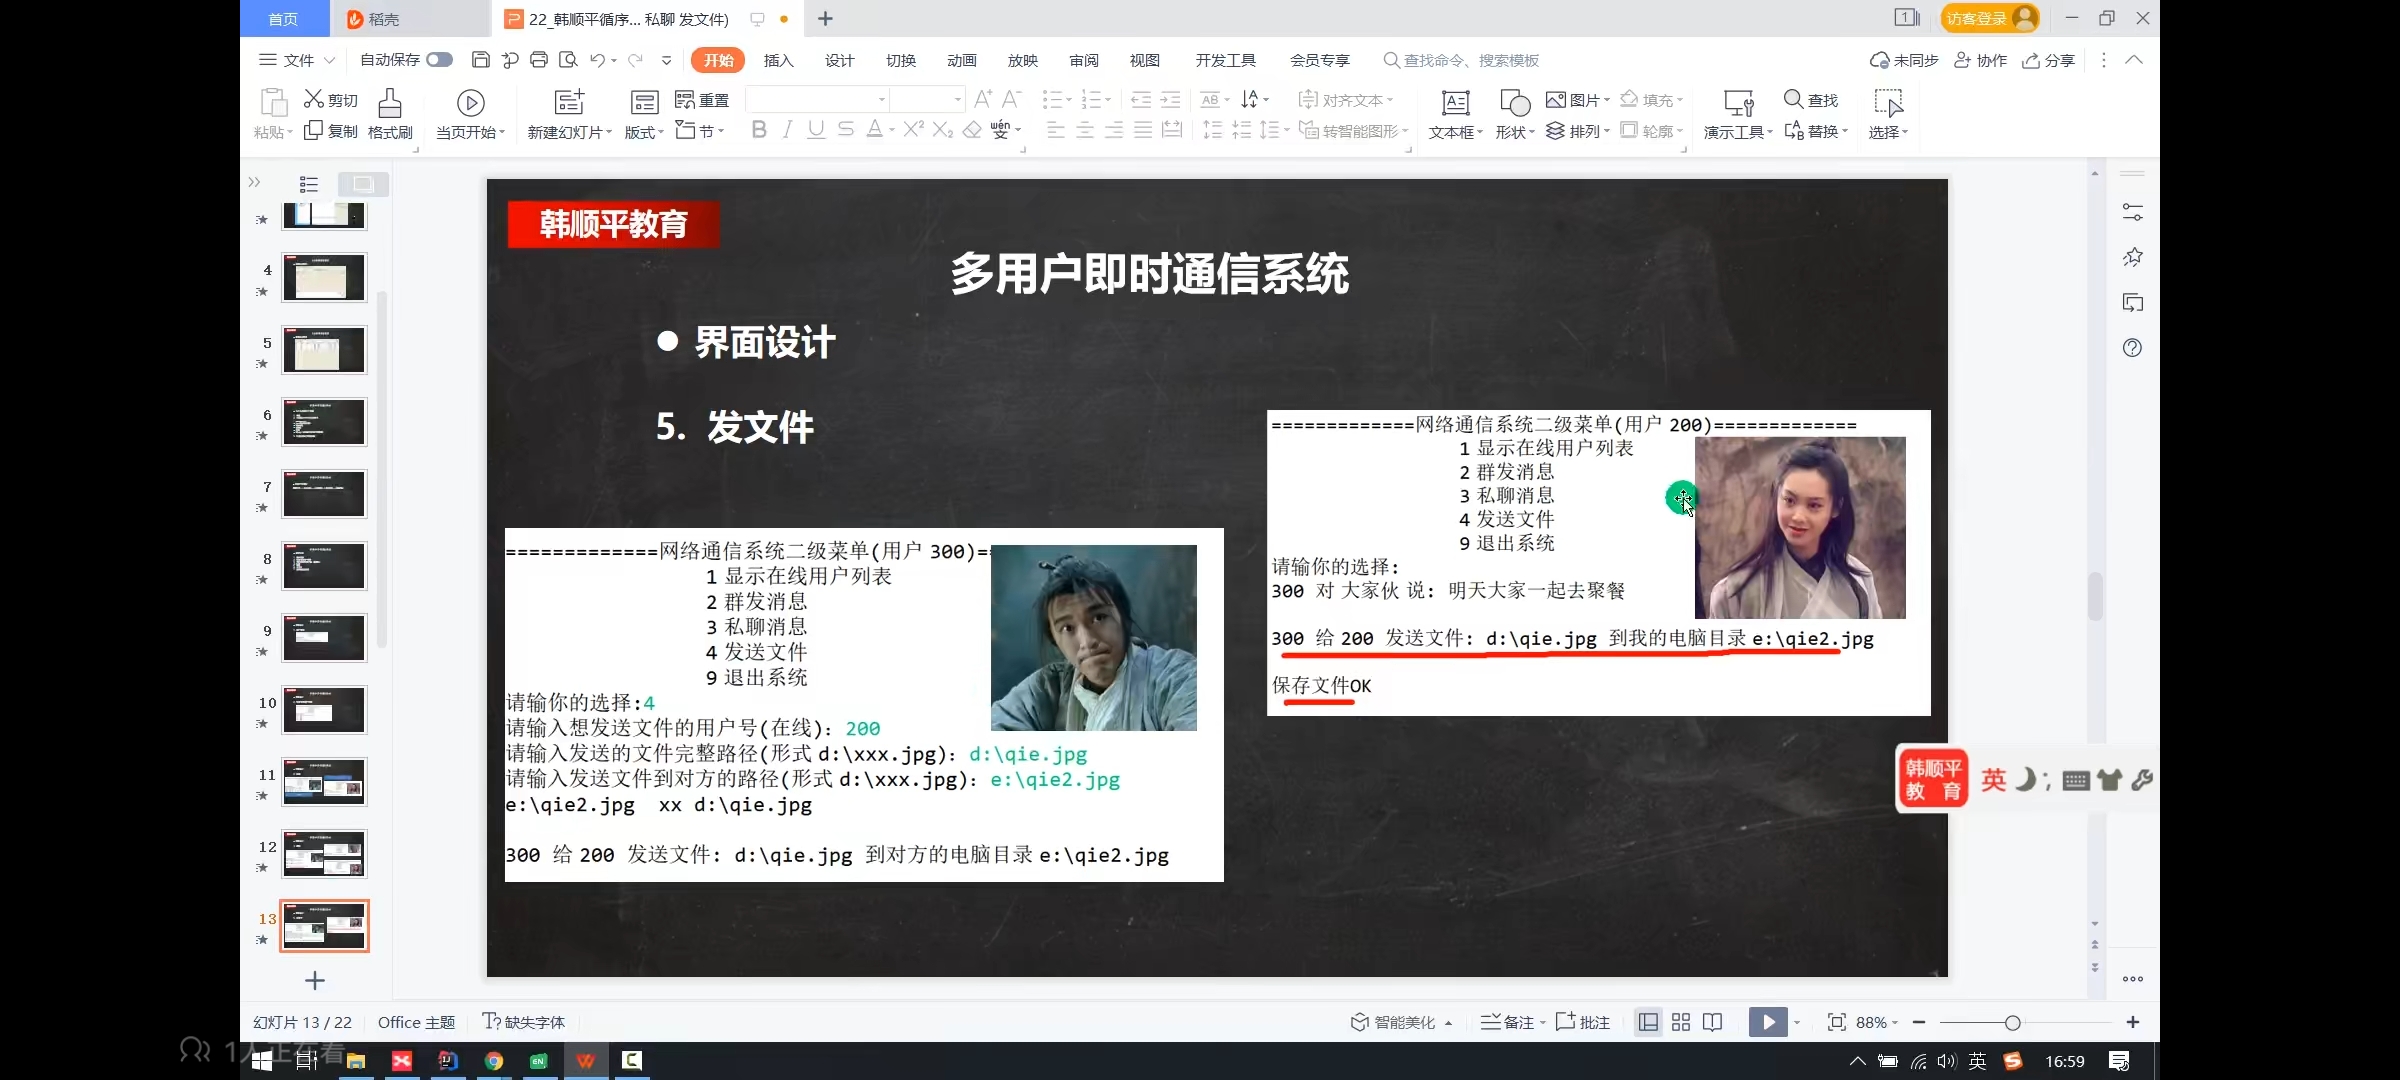 首页
稻壳
22_韩顺平循序... 私聊 发文件)
访客登录
文件
自动保存
开始
插入
设计
切换
动画
放映
审阅
视图
开发工具
会员专享
查找命令、搜索模板
未同步
协作
分享
粘贴
剪切
复制
格式刷
当页开始
新建幻灯片
版式
重置
节
对齐文本
转智能图形
文本框
形状
图片
排列
填充
轮廓
演示工具
查找
替换
选择
4
5
6
7
8
9
10
11
12
13
韩顺平教育
多用户即时通信系统
● 界面设计
5. 发文件
=============网络通信系统二级菜单(用户 300)=
1 显示在线用户列表
2 群发消息
3 私聊消息
4 发送文件
9 退出系统
请输你的选择:4
请输入想发送文件的用户号(在线): 200
请输入发送的文件完整路径(形式 d:\xxx.jpg): d:\qie.jpg
请输入发送文件到对方的路径(形式 d:\xxx.jpg): e:\qie2.jpg
e:\qie2.jpg  xx d:\qie.jpg
300 给 200 发送文件: d:\qie.jpg 到对方的电脑目录 e:\qie2.jpg
=============网络通信系统二级菜单(用户 200)=============
1 显示在线用户列表
2 群发消息
3 私聊消息
4 发送文件
9 退出系统
请输你的选择:
300 对 大家伙 说: 明天大家一起去聚餐
300 给 200 发送文件: d:\qie.jpg 到我的电脑目录 e:\qie2.jpg
保存文件OK
韩顺平
教 育
英
幻灯片 13 / 22
Office 主题
缺失字体
智能美化
备注
批注
88%
1人正在看
英
16:59